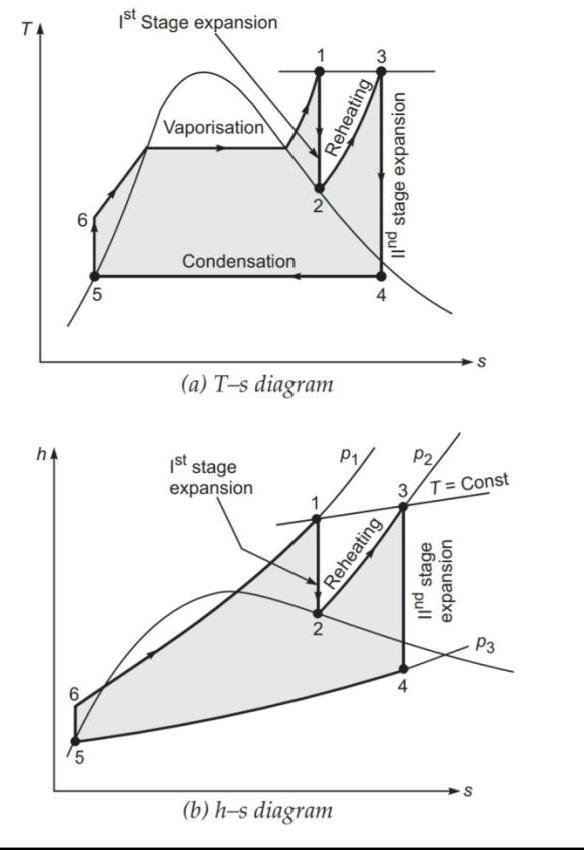 T
Iˢᵗ Stage expansion
1
3
Vaporisation
Reheating
IIⁿᵈ stage expansion
2
6
Condensation
5
4
s
(a) T–s diagram
h
Iˢᵗ stage
expansion
p₁
p₂
T = Const
1
3
Reheating
IIⁿᵈ stage
expansion
2
p₃
6
4
5
s
(b) h–s diagram